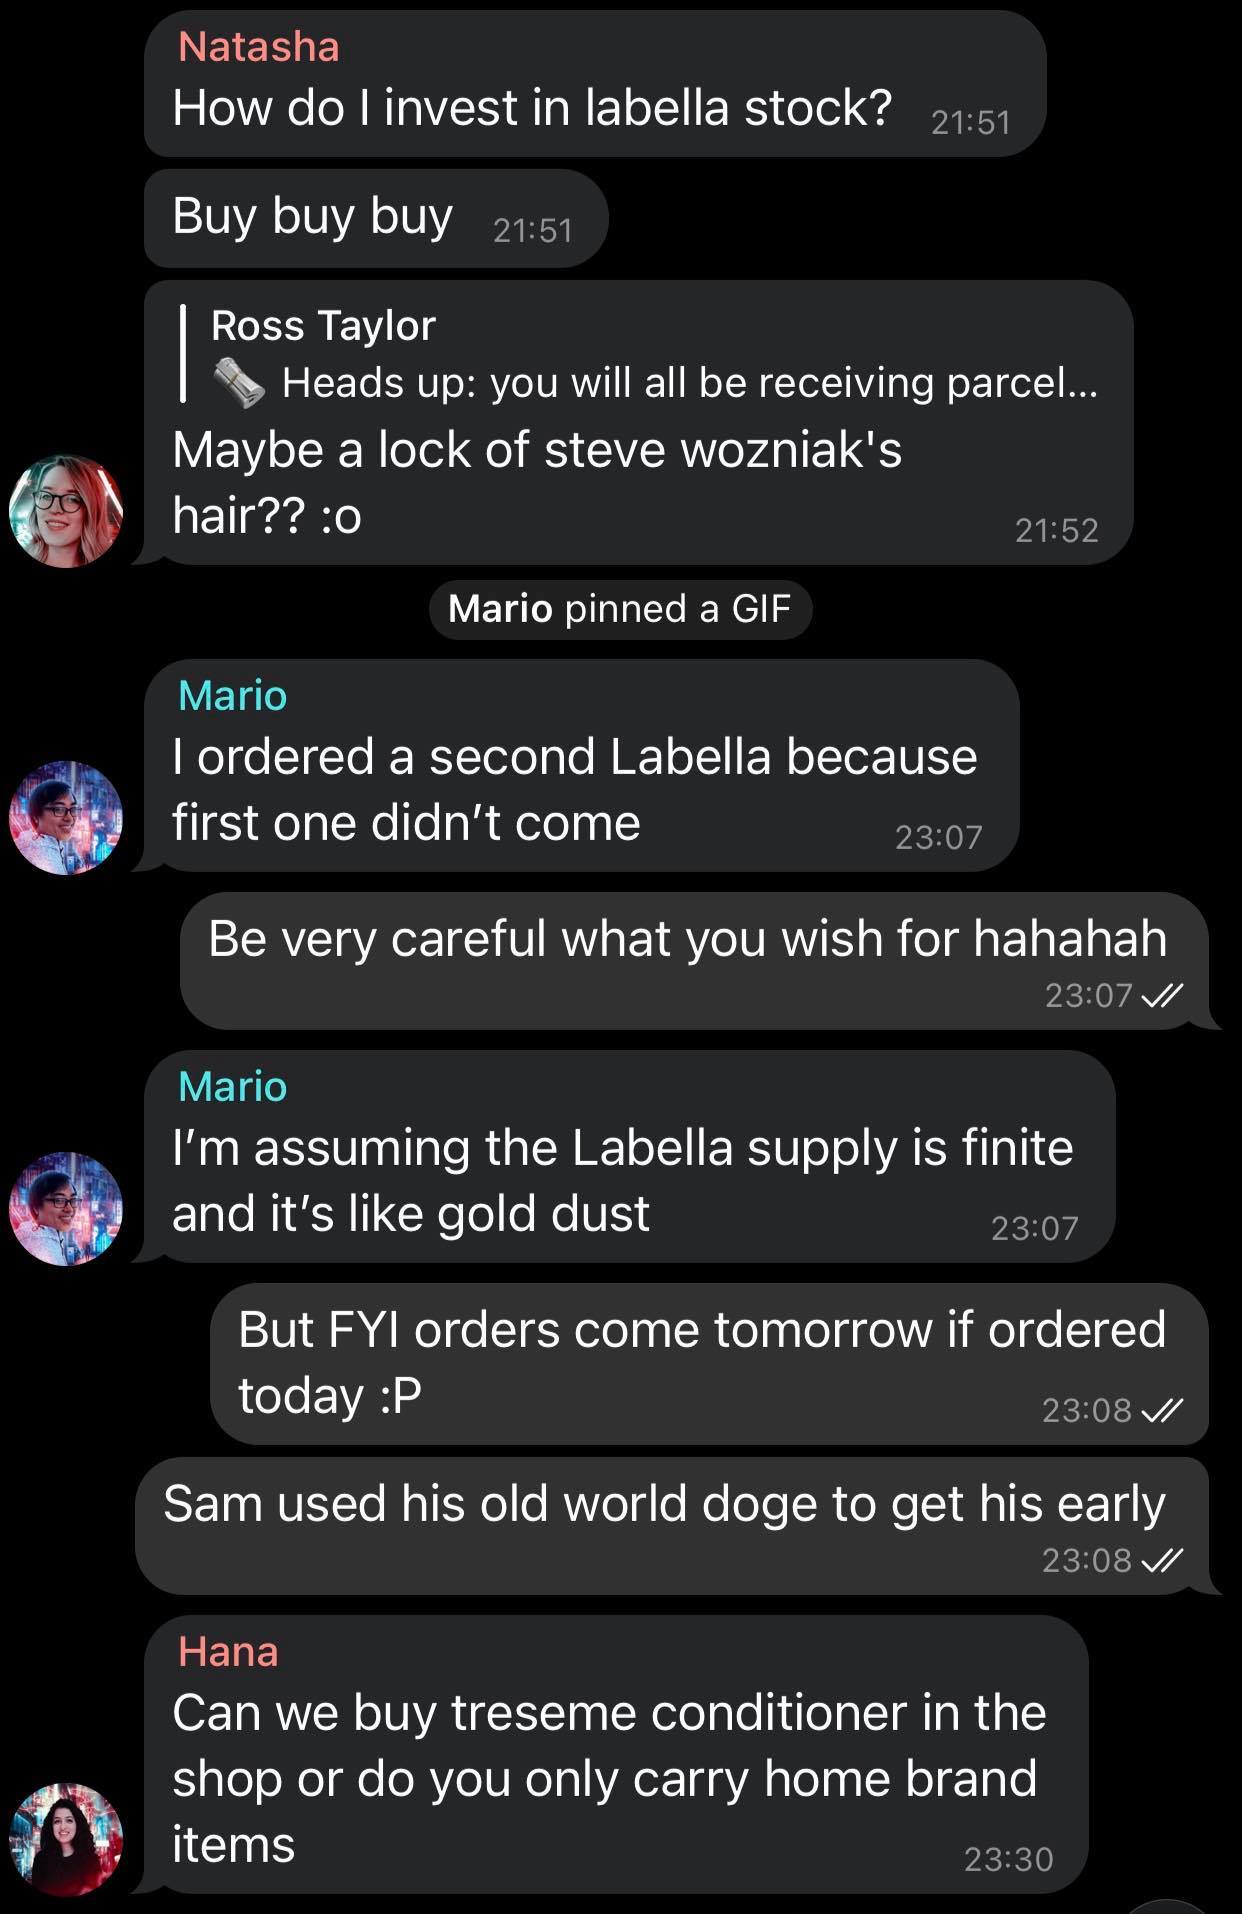 Natasha
How do I invest in labella stock? 21:51
Buy buy buy 21:51
Ross Taylor
Heads up: you will all be receiving parcel...
Maybe a lock of steve wozniak's
hair?? :o 21:52
Mario pinned a GIF
Mario
I ordered a second Labella because
first one didn’t come 23:07
Be very careful what you wish for hahahah
23:07
Mario
I’m assuming the Labella supply is finite
and it’s like gold dust 23:07
But FYI orders come tomorrow if ordered
today :P 23:08
Sam used his old world doge to get his early
23:08
Hana
Can we buy treseme conditioner in the
shop or do you only carry home brand
items 23:30